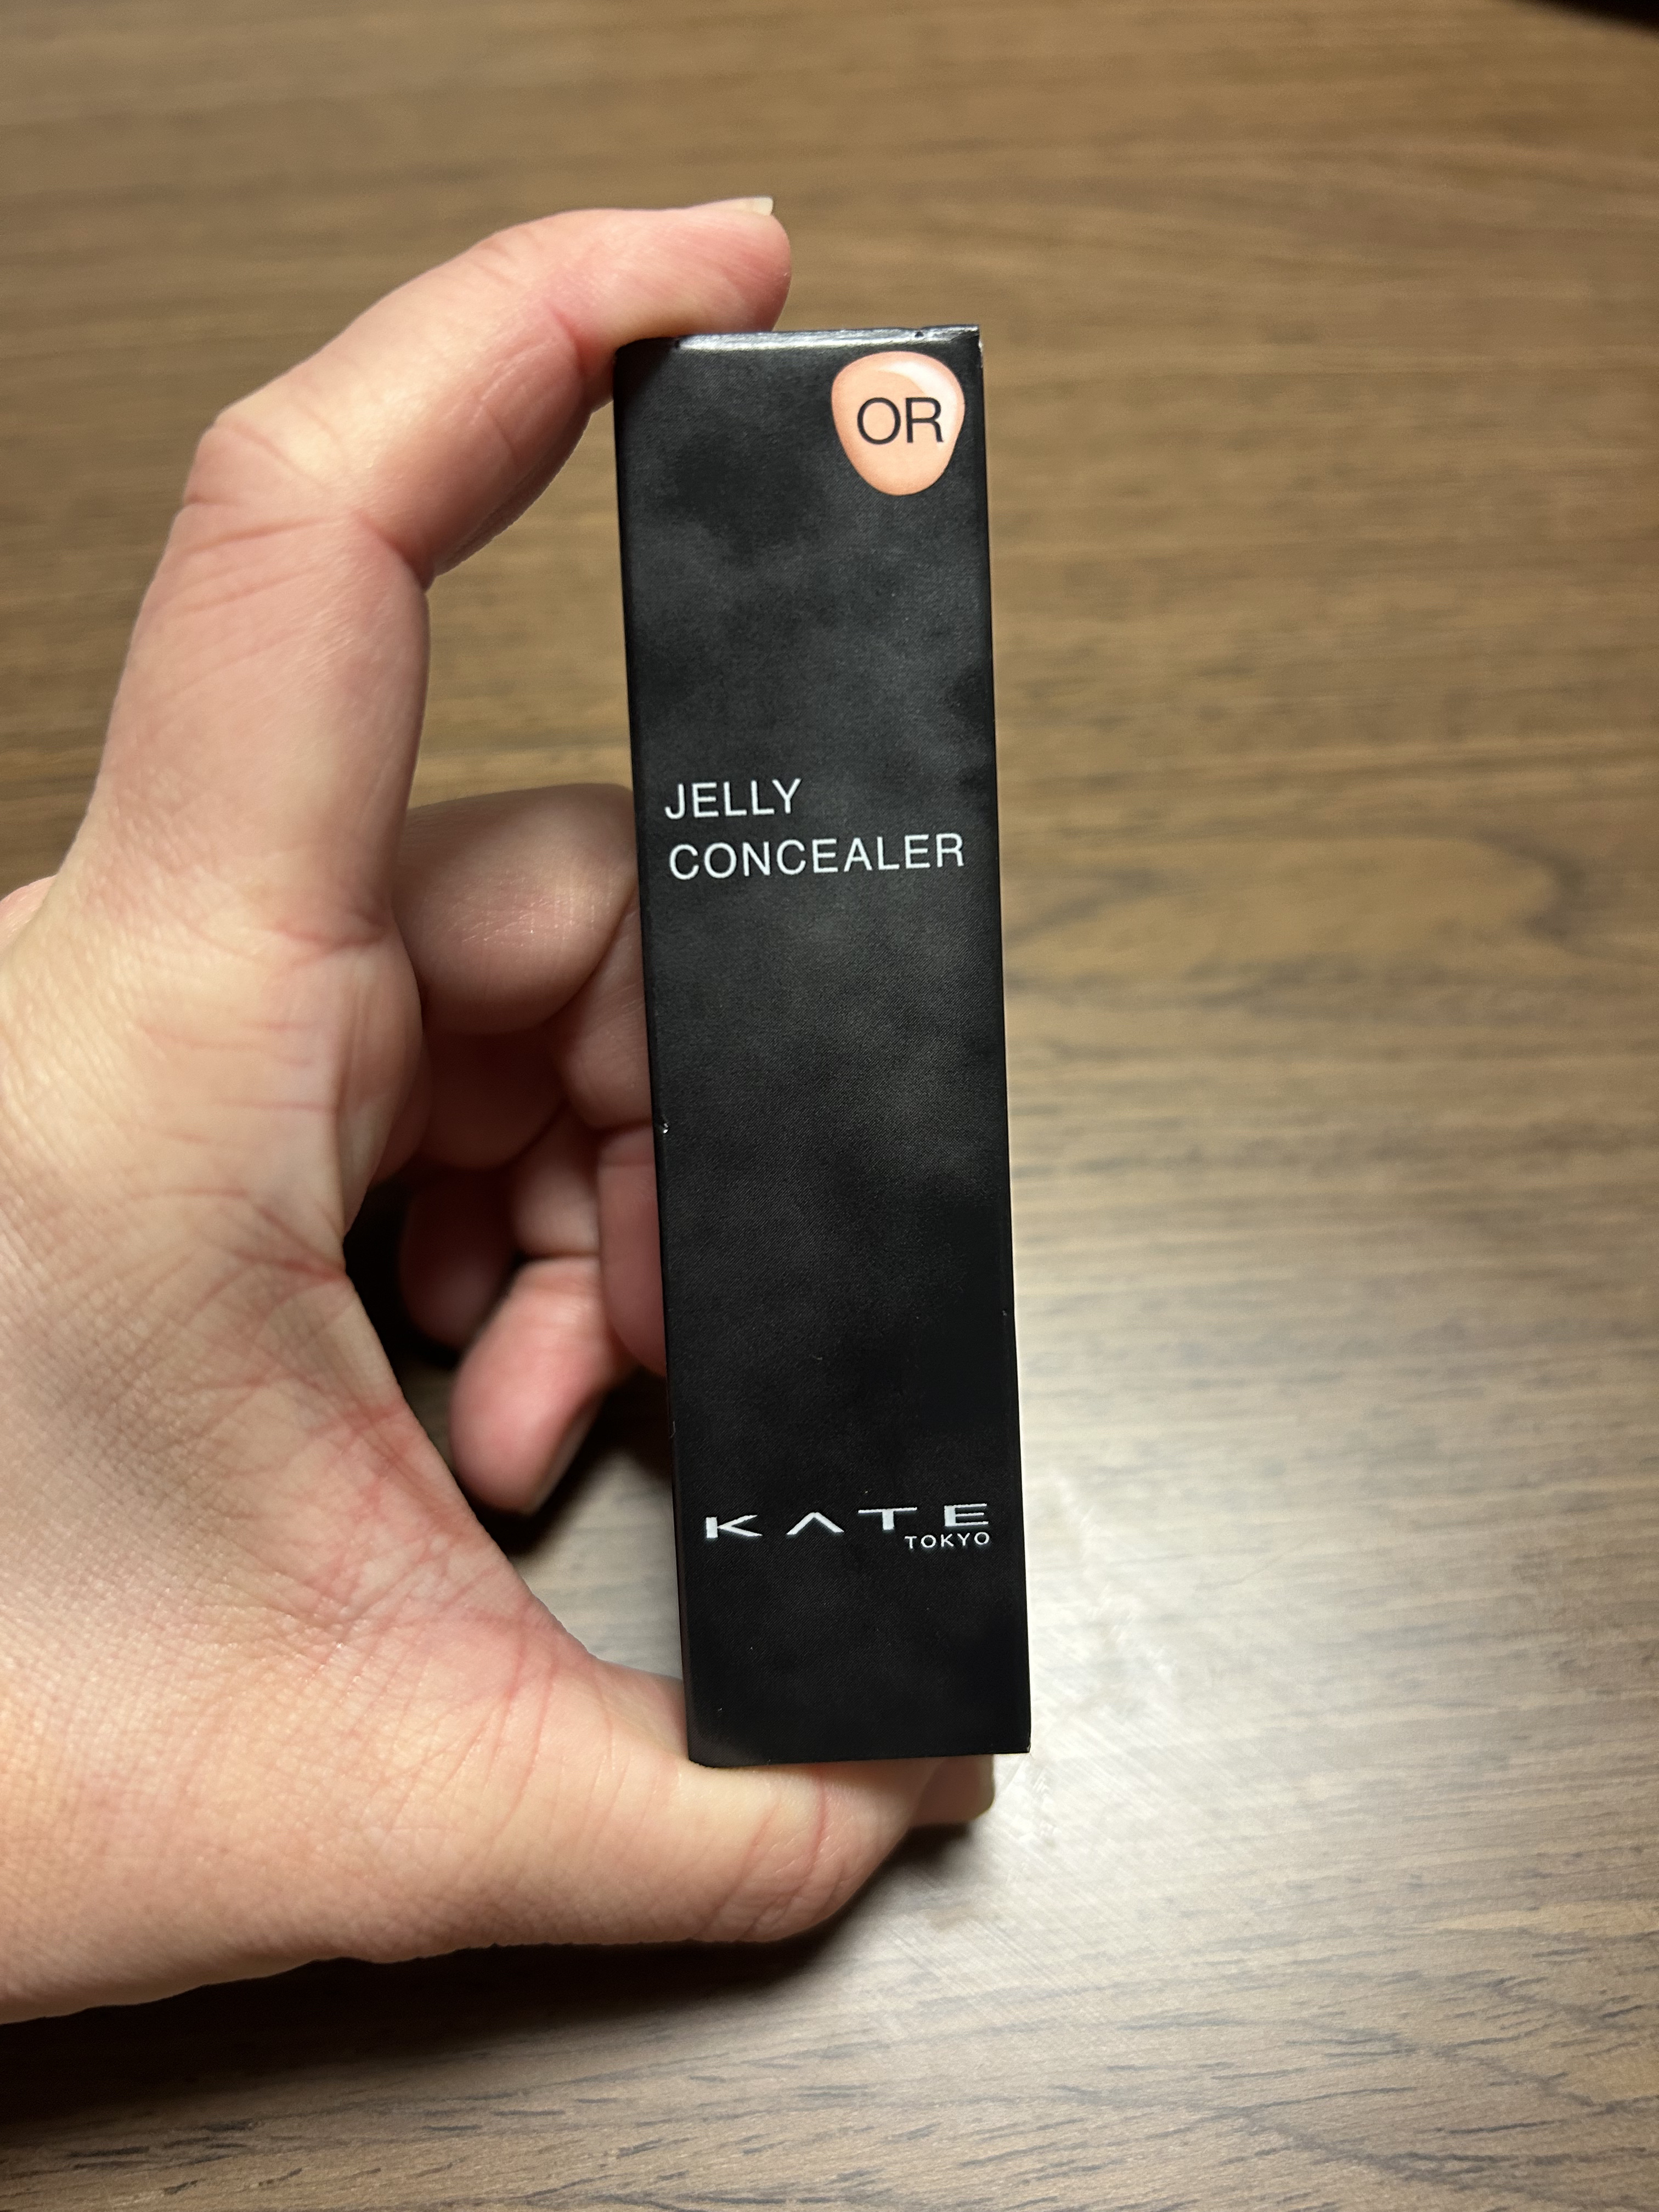 OR
JELLY
CONCEALER
KATE
TOKYO